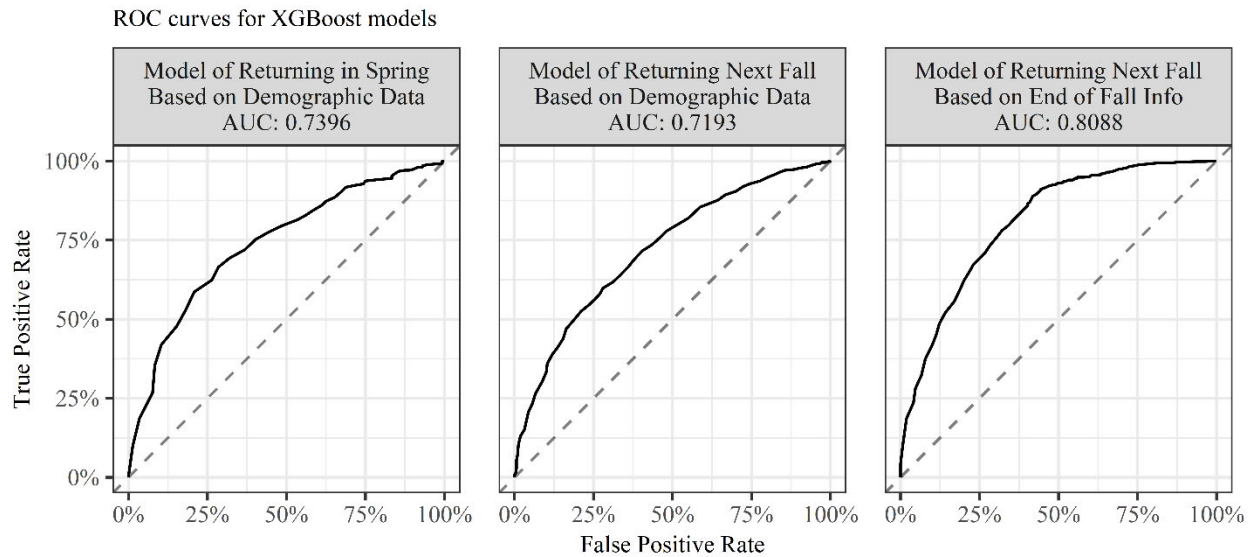 ROC curves for XGBoost models
Model of Returning in Spring
Based on Demographic Data
AUC: 0.7396
Model of Returning Next Fall
Based on Demographic Data
AUC: 0.7193
Model of Returning Next Fall
Based on End of Fall Info
AUC: 0.8088
True Positive Rate
100%
75%
50%
25%
0%
0% 25% 50% 75% 100%
0% 25% 50% 75% 100%
0% 25% 50% 75% 100%
False Positive Rate